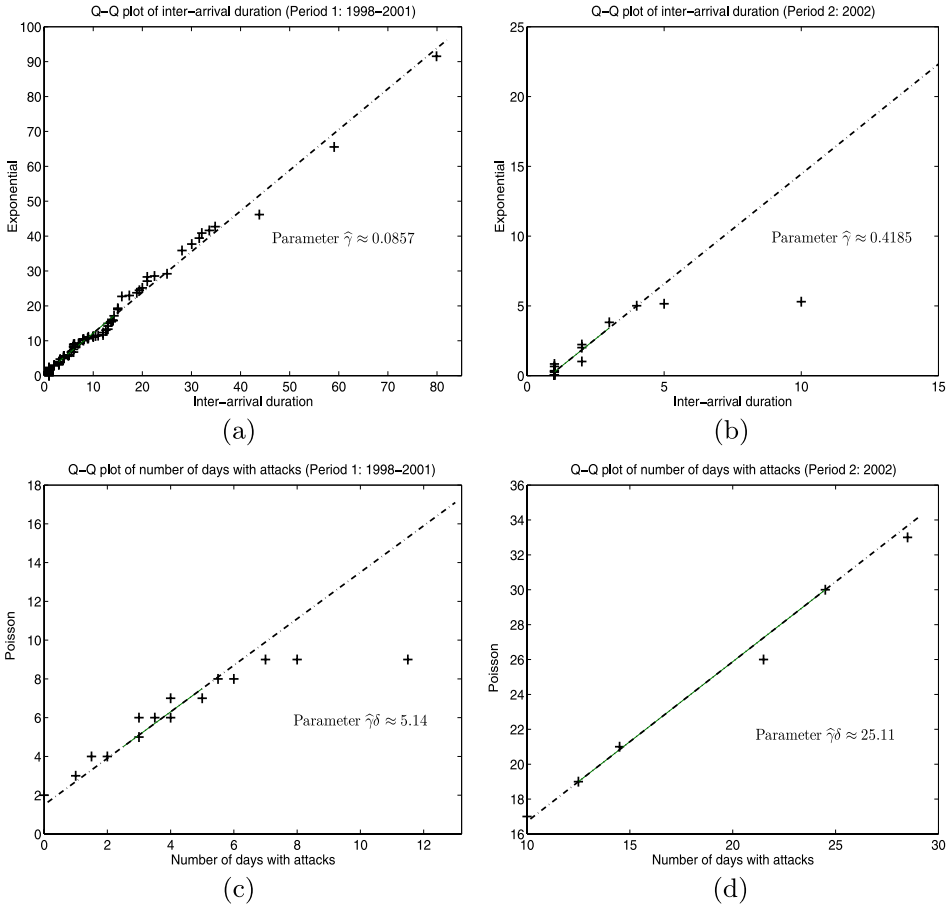 Q−Q plot of inter−arrival duration (Period 1: 1998−2001)
100
90
80
70
60
50
40
30
20
10
0
Exponential
Parameter γ̂ ≈ 0.0857
0 10 20 30 40 50 60 70 80
Inter−arrival duration
(a)
Q−Q plot of inter−arrival duration (Period 2: 2002)
25
20
15
10
5
0
Exponential
Parameter γ̂ ≈ 0.4185
5 10 15
Inter−arrival duration
(b)
Q−Q plot of number of days with attacks (Period 1: 1998−2001)
18
16
14
12
10
8
6
4
2
0
Poisson
Parameter γ̂δ ≈ 5.14
0 2 4 6 8 10 12
Number of days with attacks
(c)
Q−Q plot of number of days with attacks (Period 2: 2002)
36
34
32
30
28
26
24
22
20
18
16
Poisson
Parameter γ̂δ ≈ 25.11
10 15 20 25 30
Number of days with attacks
(d)